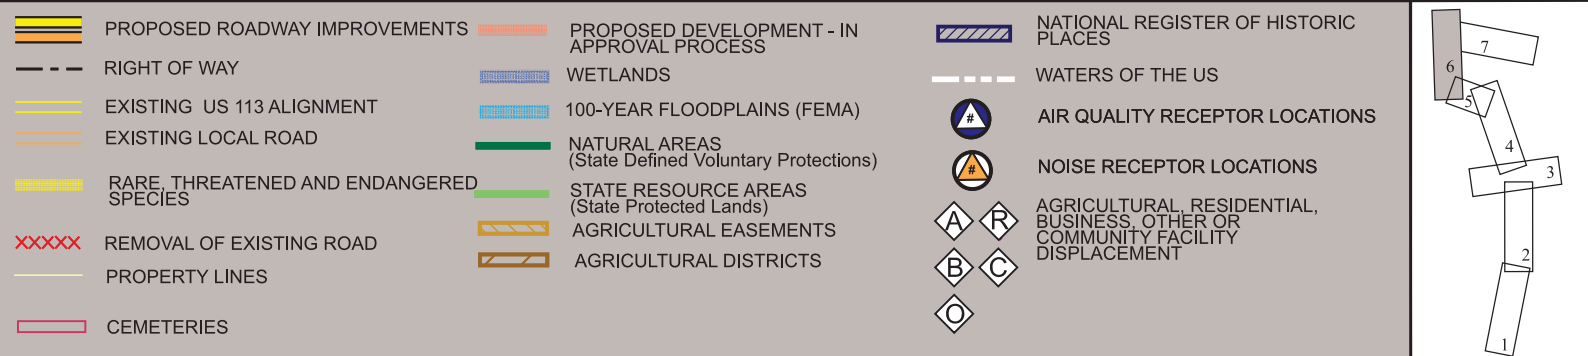 PROPOSED ROADWAY IMPROVEMENTS
RIGHT OF WAY
EXISTING US 113 ALIGNMENT
EXISTING LOCAL ROAD
RARE, THREATENED AND ENDANGERED
SPECIES
REMOVAL OF EXISTING ROAD
PROPERTY LINES
CEMETERIES
PROPOSED DEVELOPMENT - IN
APPROVAL PROCESS
WETLANDS
100-YEAR FLOODPLAINS (FEMA)
NATURAL AREAS
(State Defined Voluntary Protections)
STATE RESOURCE AREAS
(State Protected Lands)
AGRICULTURAL EASEMENTS
AGRICULTURAL DISTRICTS
NATIONAL REGISTER OF HISTORIC
PLACES
WATERS OF THE US
# AIR QUALITY RECEPTOR LOCATIONS
# NOISE RECEPTOR LOCATIONS
A R
B C
O
AGRICULTURAL, RESIDENTIAL,
BUSINESS, OTHER OR
COMMUNITY FACILITY
DISPLACEMENT
7
6
5
4
3
2
1